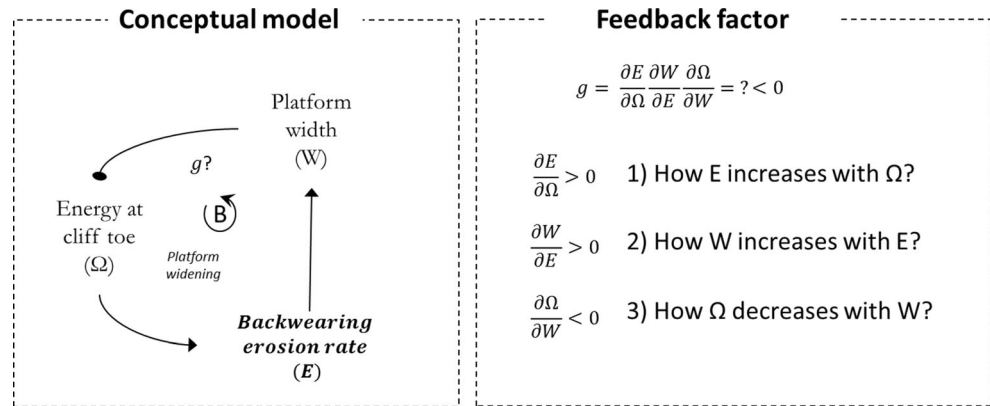 Conceptual model
Platform
width
(W)
g?
B
Energy at
cliff toe
(Ω)
Platform
widening
Backwearing
erosion rate
(E)
Feedback factor
g = ∂E/∂Ω ∂W/∂E ∂Ω/∂W = ? < 0
∂E/∂Ω > 0 1) How E increases with Ω?
∂W/∂E > 0 2) How W increases with E?
∂Ω/∂W < 0 3) How Ω decreases with W?